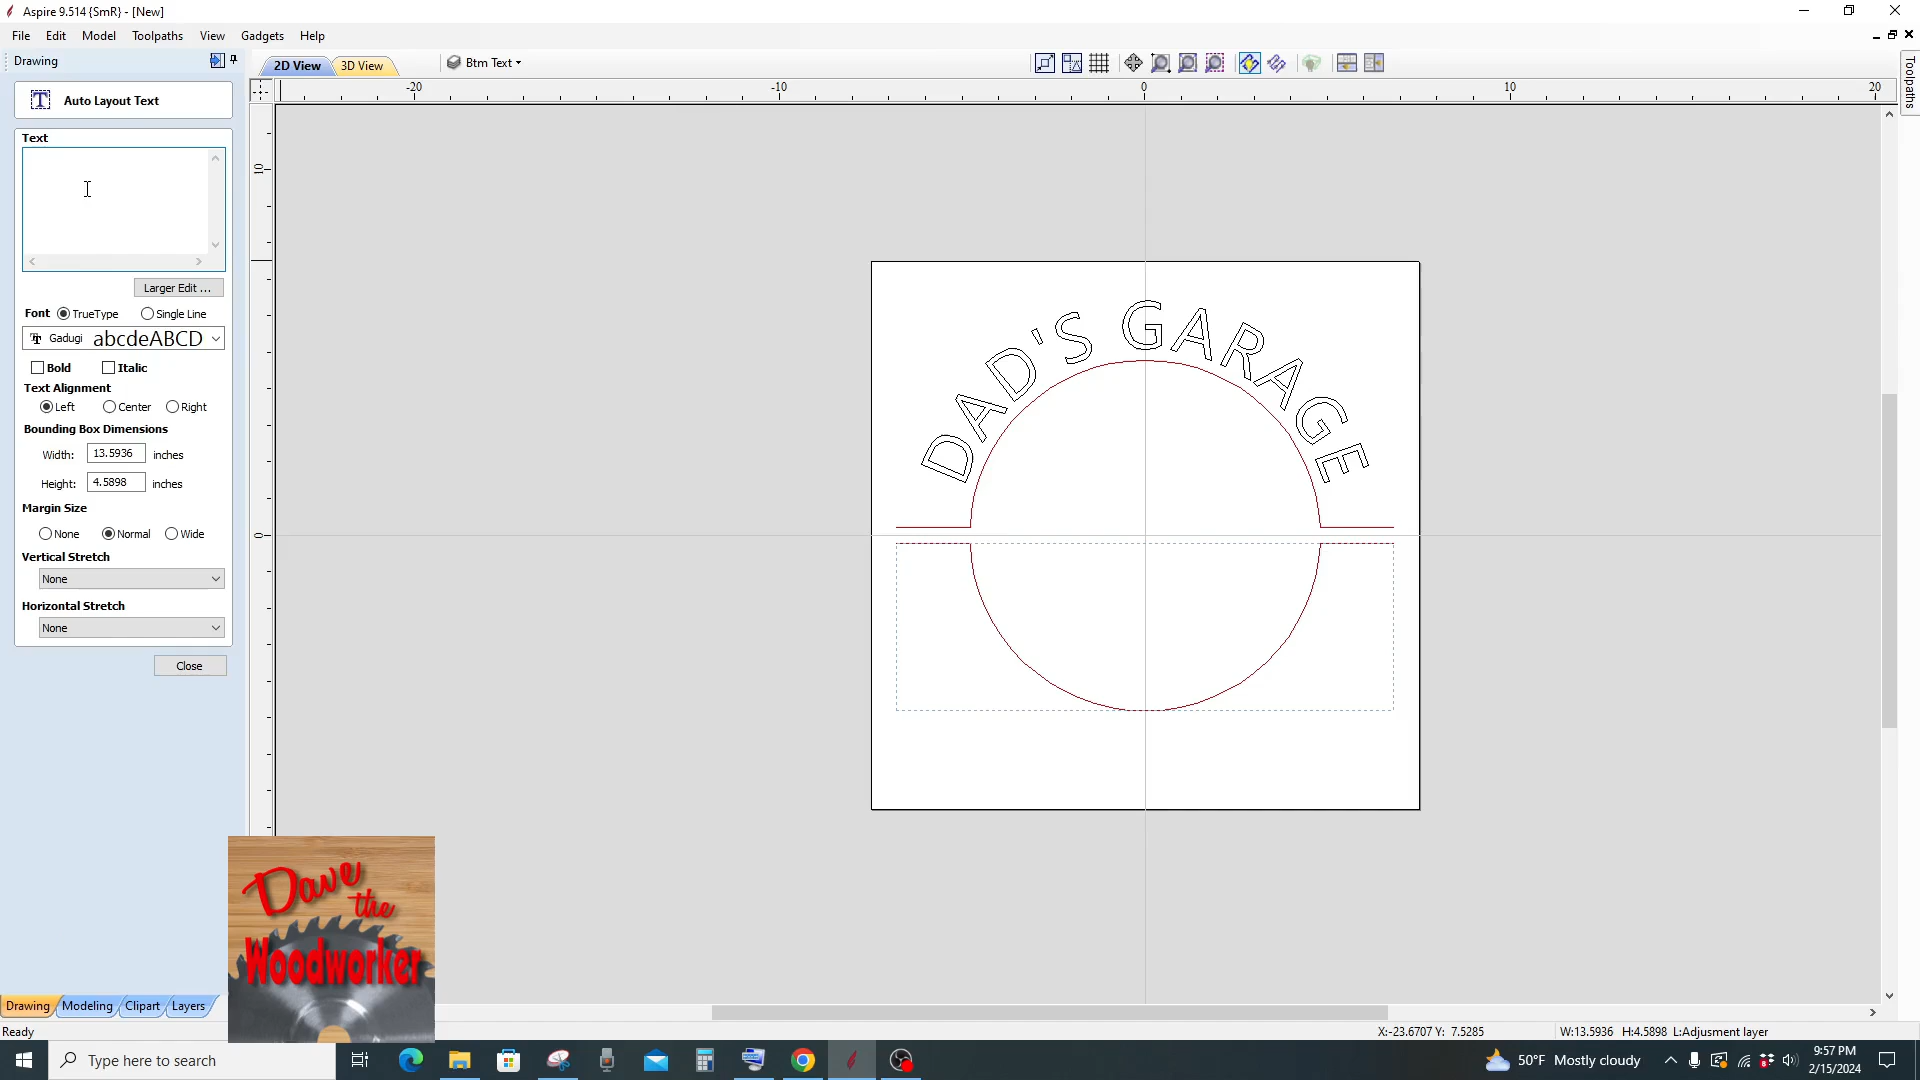 Aspire 9.514 {SmR} - [New]
File Edit Model Toolpaths View Gadgets Help
Drawing
2D View 3D View Btm Text
Toolpaths
-20 -10 0 10 20
Auto Layout Text
Text
10
0
Larger Edit ...
Font TrueType Single Line
Gadugi abcdeABCD
Bold Italic
Text Alignment
Left Center Right
Bounding Box Dimensions
Width: 13.5936 inches
Height: 4.5898 inches
Margin Size
None Normal Wide
Vertical Stretch
None
Horizontal Stretch
None
Close
DAD'S GARAGE
Dave
the
Woodworker
Drawing Modeling Clipart Layers
Ready
X:-23.6707 Y: 7.5285 W:13.5936 H:4.5898 L:Adjusment layer
Type here to search
50°F Mostly cloudy
9:57 PM
2/15/2024